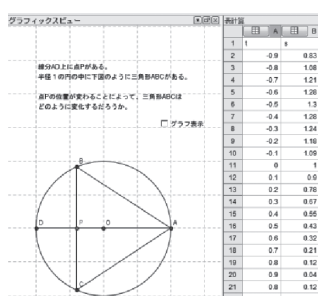 グラフィックスビュー
表計算
A B
1 t s
2 -0.9 0.83
3 -0.8 1.08
4 -0.7 1.21
5 -0.6 1.28
6 -0.5 1.3
7 -0.4 1.28
8 -0.3 1.24
9 -0.2 1.18
10 -0.1 1.09
11 0 1
12 0.1 0.9
13 0.2 0.78
14 0.3 0.67
15 0.4 0.55
16 0.5 0.43
17 0.6 0.32
18 0.7 0.21
19 0.8 0.12
20 0.9 0.04
21 0.8 0.12
線分AD上に点Pがある。
半径1の円の中に下図のように三角形ABCがある。
点Pの位置が変わることによって、三角形ABCは
どのように変化するだろうか。
グラフ表示
B
D P O A
C